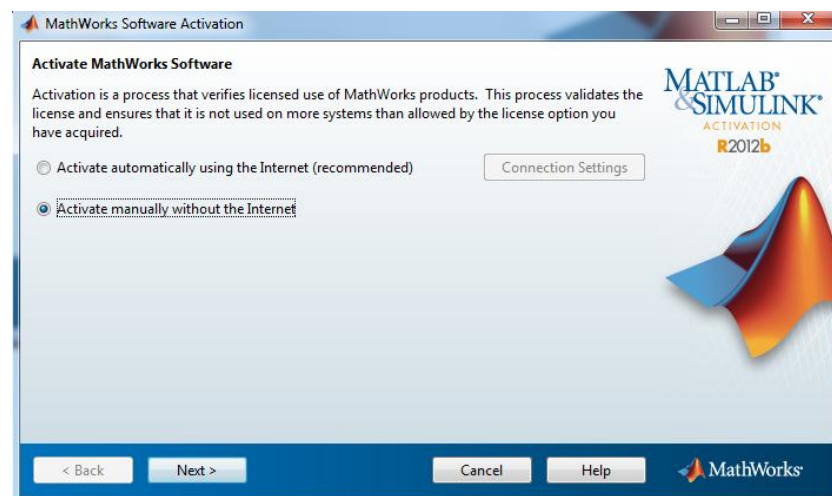 MathWorks Software Activation
Activate MathWorks Software
Activation is a process that verifies licensed use of MathWorks products. This process validates the
license and ensures that it is not used on more systems than allowed by the license option you
have acquired.
Activate automatically using the Internet (recommended)
Connection Settings
Activate manually without the Internet
MATLAB®
&SIMULINK®
ACTIVATION
R2012b
< Back
Next >
Cancel
Help
MathWorks®